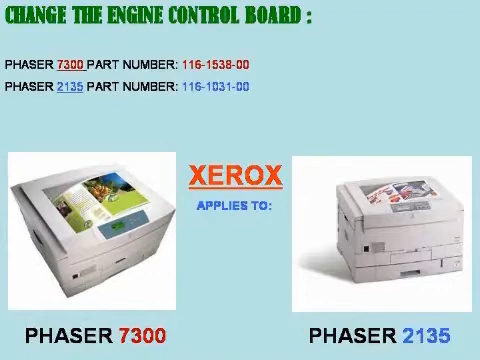 CHANGE THE ENGINE CONTROL BOARD :
PHASER 7300 PART NUMBER: 116-1538-00
PHASER 2135 PART NUMBER: 116-1031-00
XEROX
APPLIES TO:
PHASER 7300
PHASER 2135